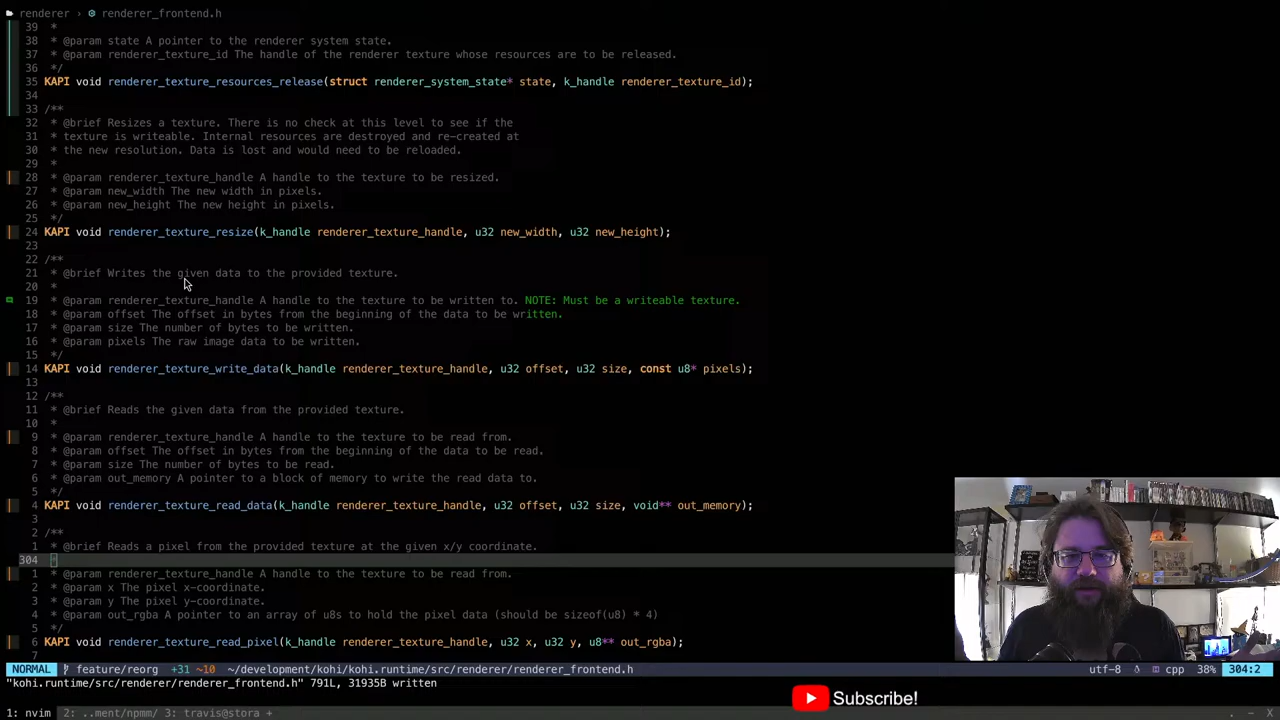 renderer › renderer_frontend.h
39 *
38 * @param state A pointer to the renderer system state.
37 * @param renderer_texture_id The handle of the renderer texture whose resources are to be released.
36 */
35 KAPI void renderer_texture_resources_release(struct renderer_system_state* state, k_handle renderer_texture_id);
34
33 /**
32 * @brief Resizes a texture. There is no check at this level to see if the
31 * texture is writeable. Internal resources are destroyed and re-created at
30 * the new resolution. Data is lost and would need to be reloaded.
29 *
28 * @param renderer_texture_handle A handle to the texture to be resized.
27 * @param new_width The new width in pixels.
26 * @param new_height The new height in pixels.
25 */
24 KAPI void renderer_texture_resize(k_handle renderer_texture_handle, u32 new_width, u32 new_height);
23
22 /**
21 * @brief Writes the given data to the provided texture.
20 *
19 * @param renderer_texture_handle A handle to the texture to be written to. NOTE: Must be a writeable texture.
18 * @param offset The offset in bytes from the beginning of the data to be written.
17 * @param size The number of bytes to be written.
16 * @param pixels The raw image data to be written.
15 */
14 KAPI void renderer_texture_write_data(k_handle renderer_texture_handle, u32 offset, u32 size, const u8* pixels);
13
12 /**
11 * @brief Reads the given data from the provided texture.
10 *
9 * @param renderer_texture_handle A handle to the texture to be read from.
8 * @param offset The offset in bytes from the beginning of the data to be read.
7 * @param size The number of bytes to be read.
6 * @param out_memory A pointer to a block of memory to write the read data to.
5 */
4 KAPI void renderer_texture_read_data(k_handle renderer_texture_handle, u32 offset, u32 size, void** out_memory);
3
2 /**
1 * @brief Reads a pixel from the provided texture at the given x/y coordinate.
304 *
1 * @param renderer_texture_handle A handle to the texture to be read from.
2 * @param x The pixel x-coordinate.
3 * @param y The pixel y-coordinate.
4 * @param out_rgba A pointer to an array of u8s to hold the pixel data (should be sizeof(u8) * 4)
5 */
6 KAPI void renderer_texture_read_pixel(k_handle renderer_texture_handle, u32 x, u32 y, u8** out_rgba);
7
NORMAL feature/reorg +31 ~10 ~/development/kohi/kohi.runtime/src/renderer/renderer_frontend.h utf-8 cpp 38% 304:2
"kohi.runtime/src/renderer/renderer_frontend.h" 791L, 31935B written
Subscribe!
1: nvim 2: ..ment/npmm/ 3: travis@stora + - X